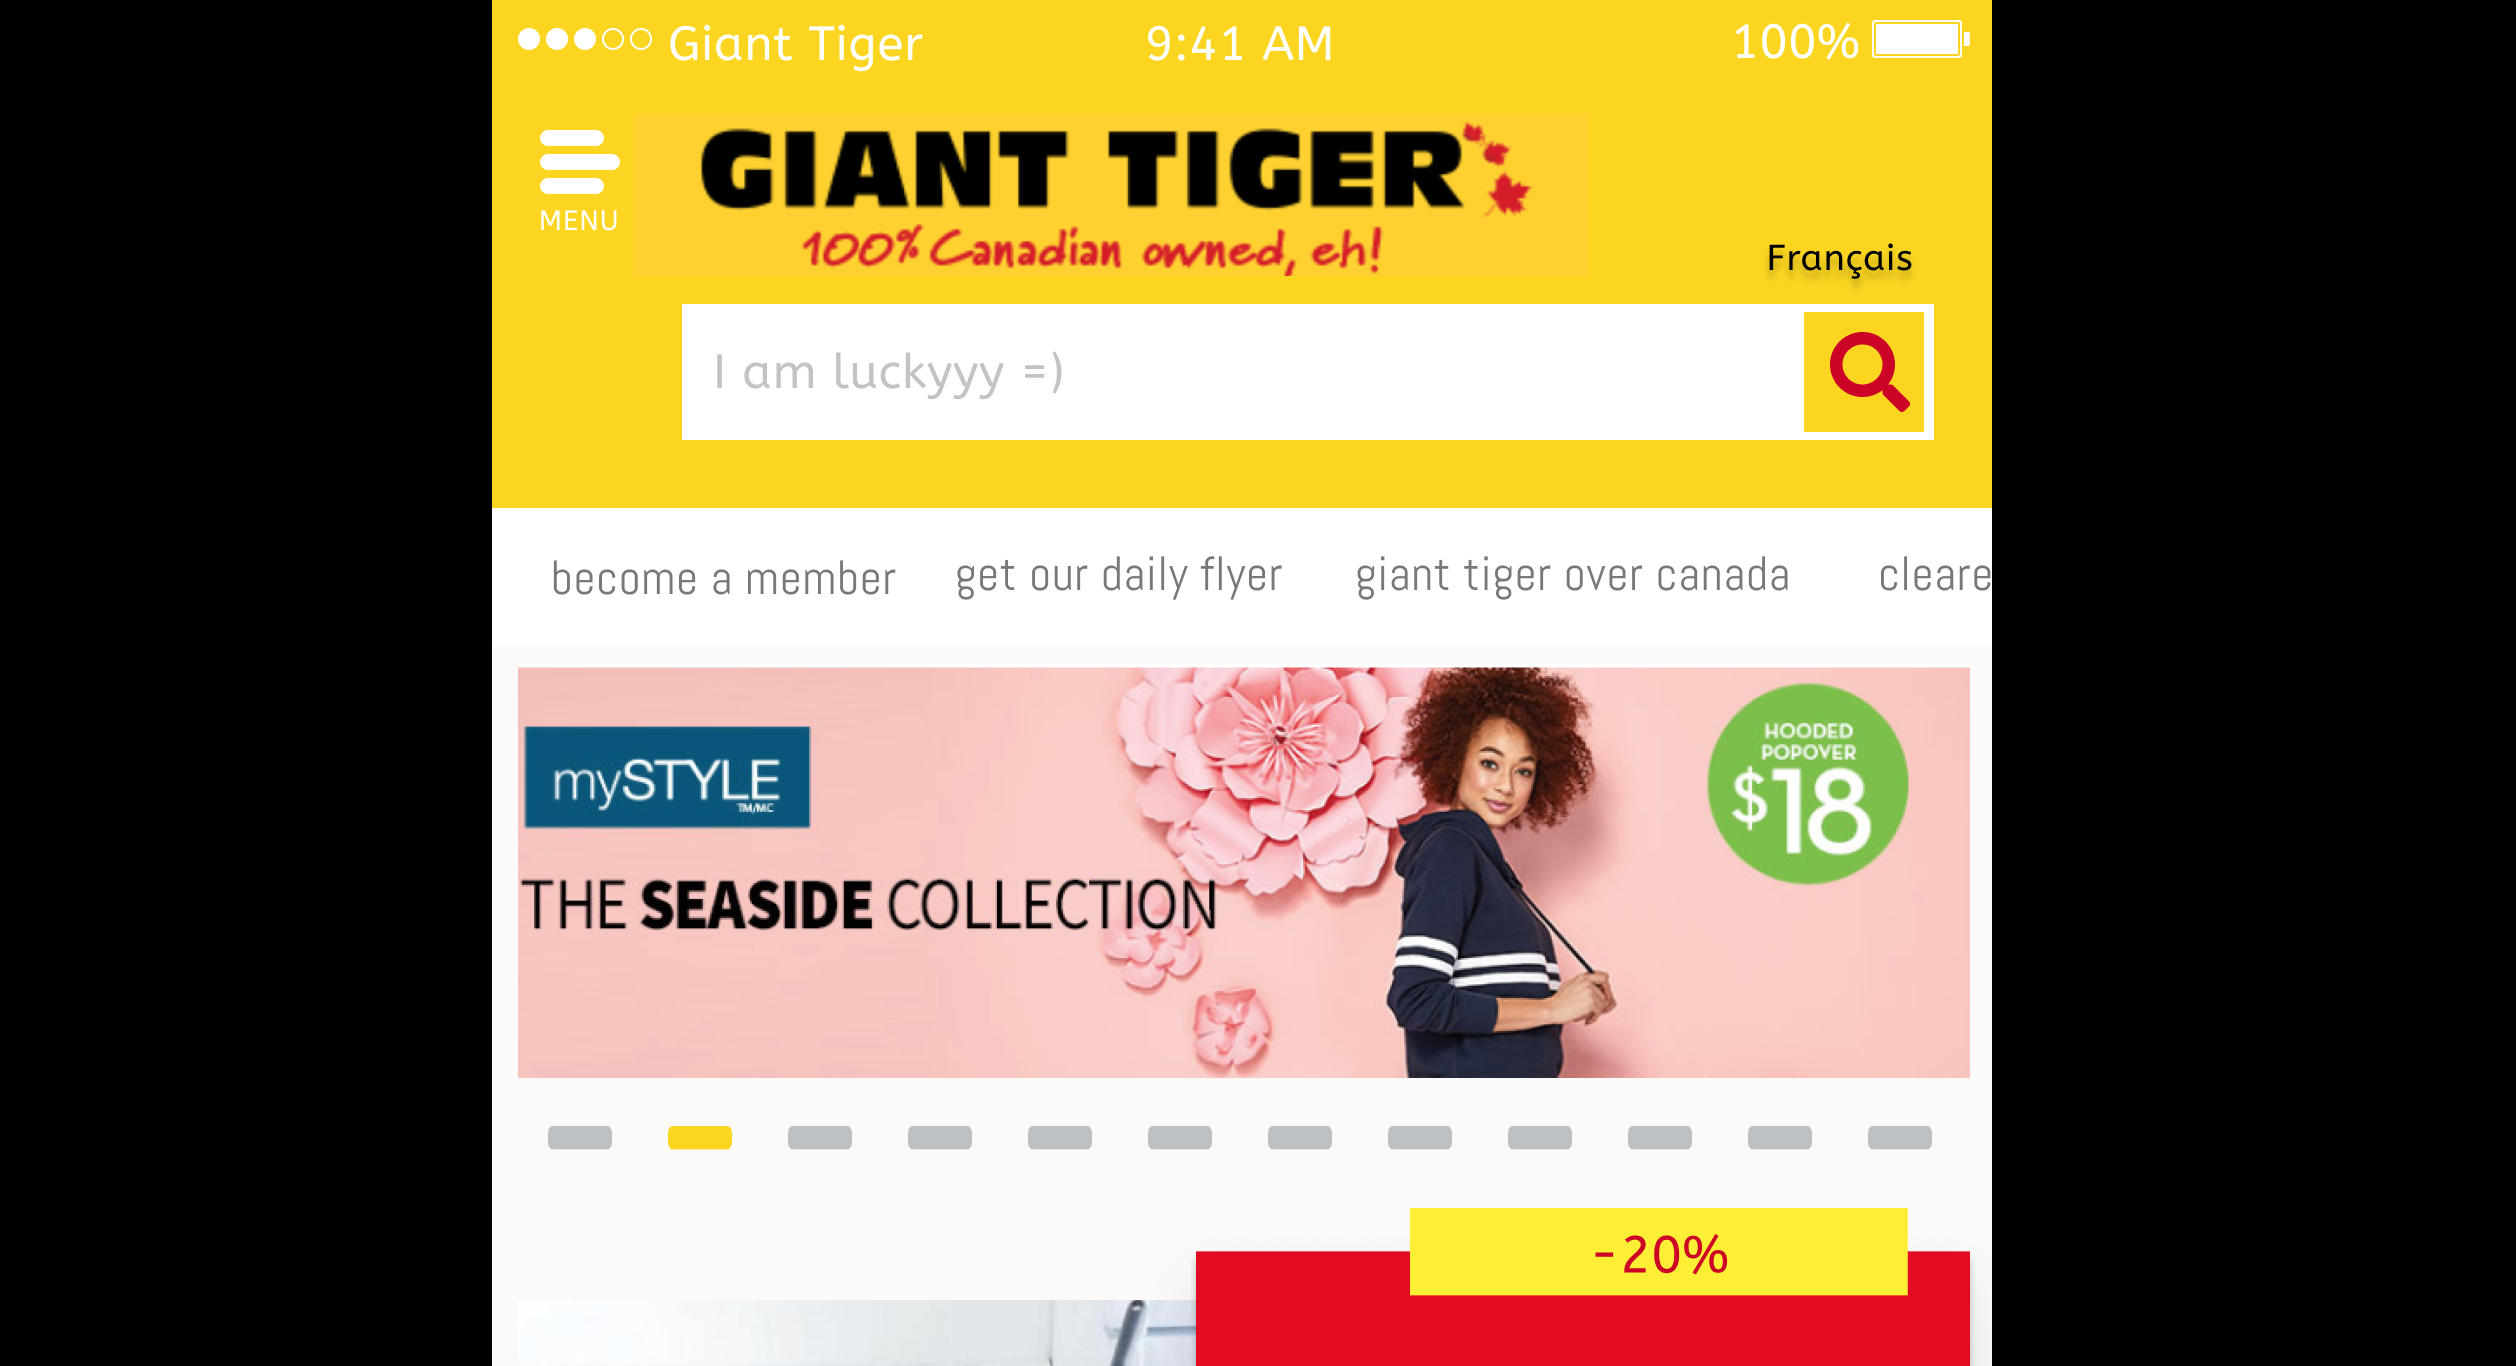 Giant Tiger 9:41 AM 100%
GIANT TIGER
100% Canadian owned, eh!
MENU
Français
I am luckyyy =)
become a member get our daily flyer giant tiger over canada cleare
mySTYLE
TM/MC
HOODED
POPOVER
$18
THE SEASIDE COLLECTION
-20%